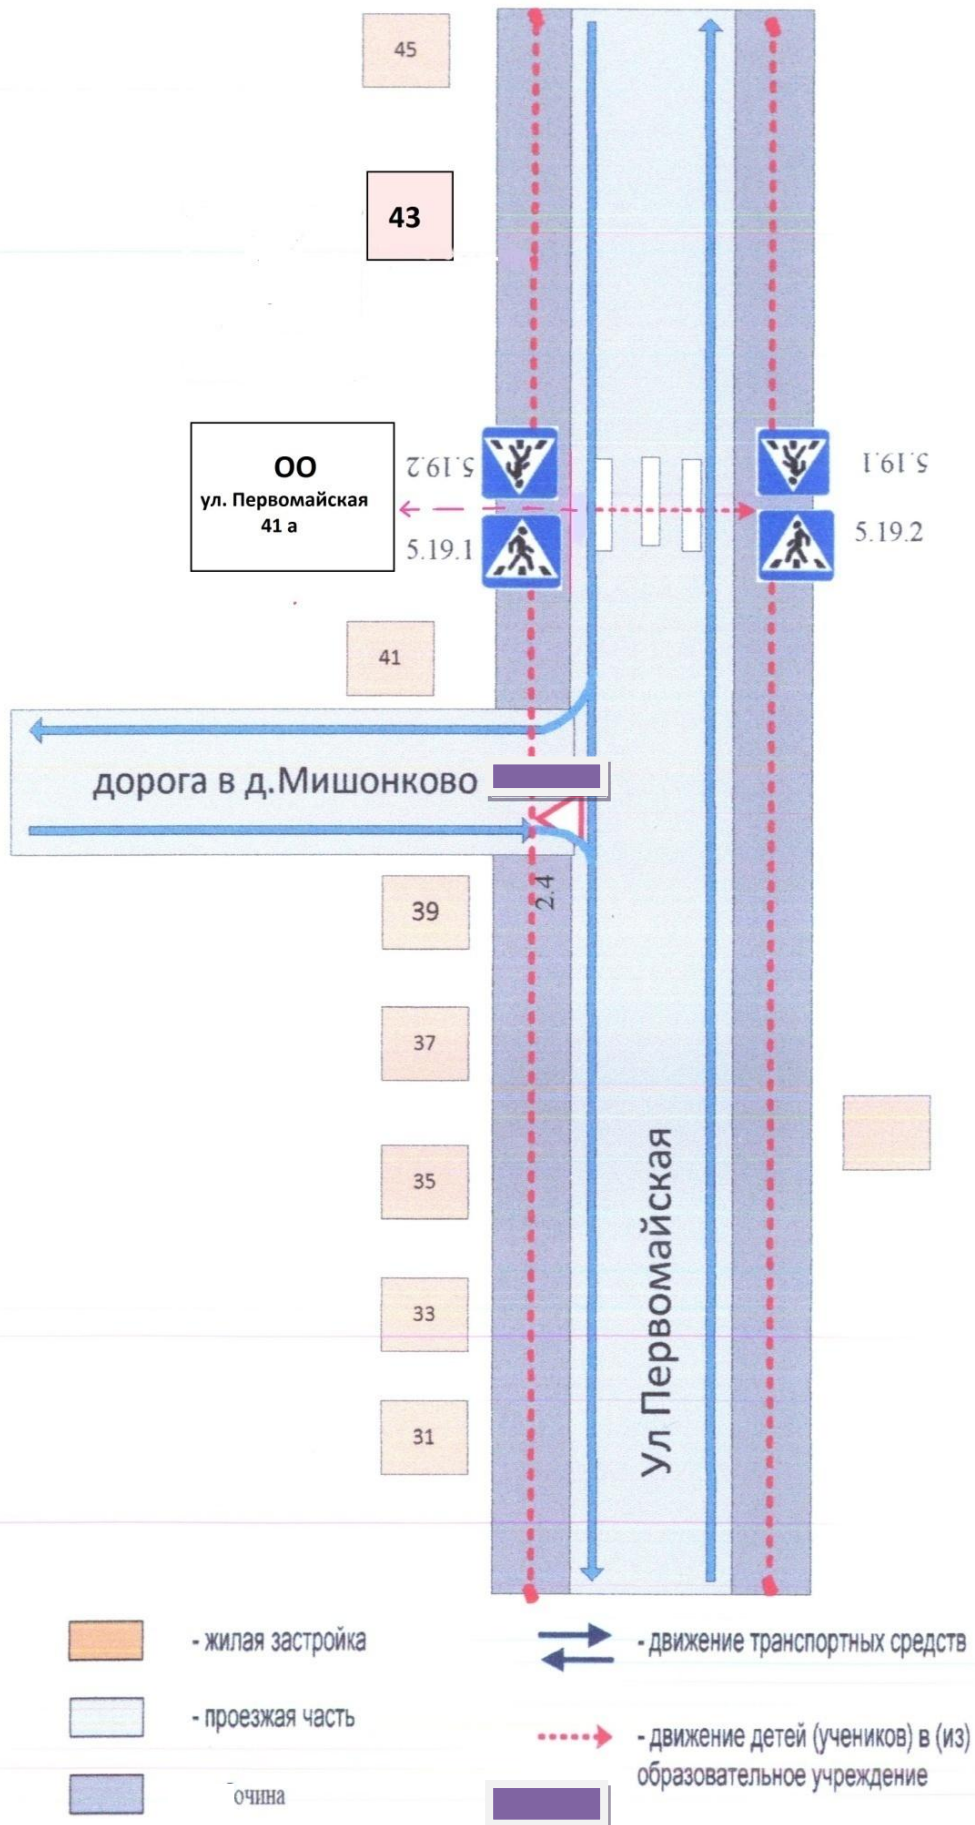 45
43
ОО
ул. Первомайская
41 а
5.19.2
5.19.1
5.19.1
5.19.2
41
дорога в д.Мишонково
2.4
39
37
35
33
31
Ул Первомайская
- жилая застройка
- движение транспортных средств
- проезжая часть
- движение детей (учеников) в (из)
образовательное учреждение